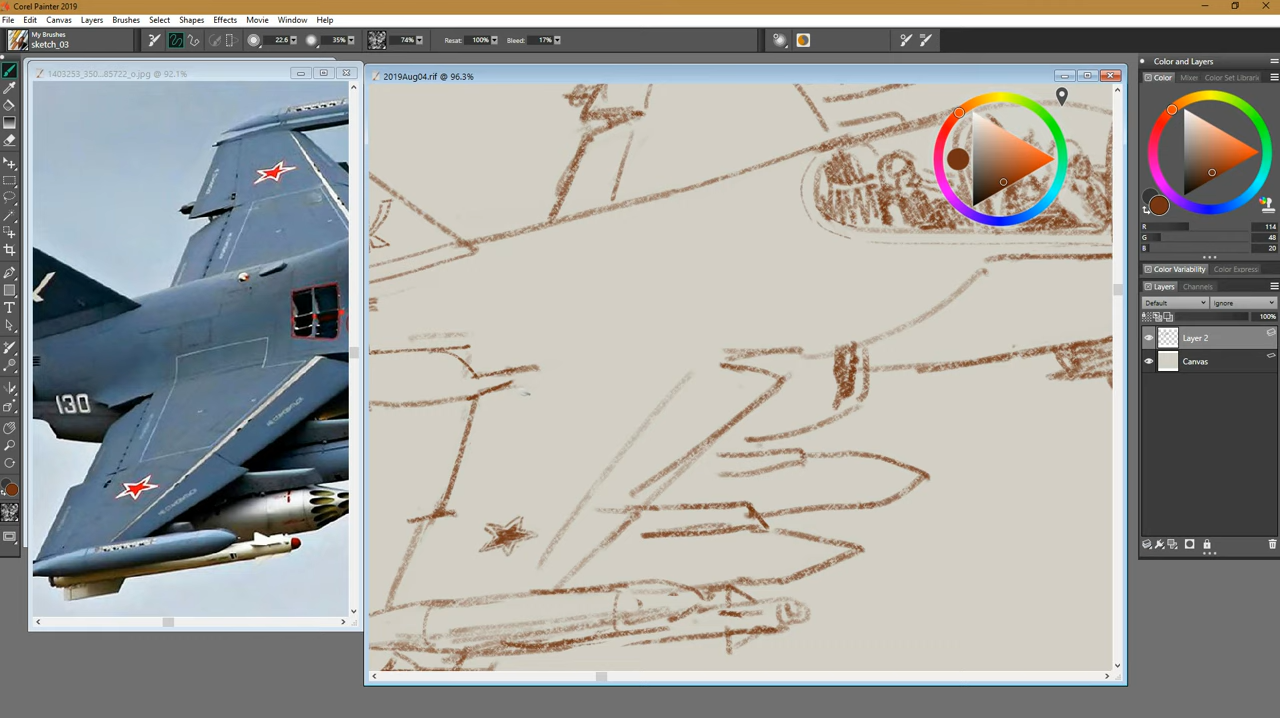 Corel Painter 2019
File Edit Canvas Layers Brushes Select Shapes Effects Movie Window Help
My Brushes
sketch_03
22.6
35%
74%
Resat: 100%
Bleed: 17%
1403253_350...85722_o.jpg @ 92.1%
130
2019Aug04.rif @ 96.3%
Color and Layers
Color Mixer Color Set Libraries
R 114
G 48
B 20
Color Variability Color Express
Layers Channels
Default Ignore
100%
Layer 2
Canvas